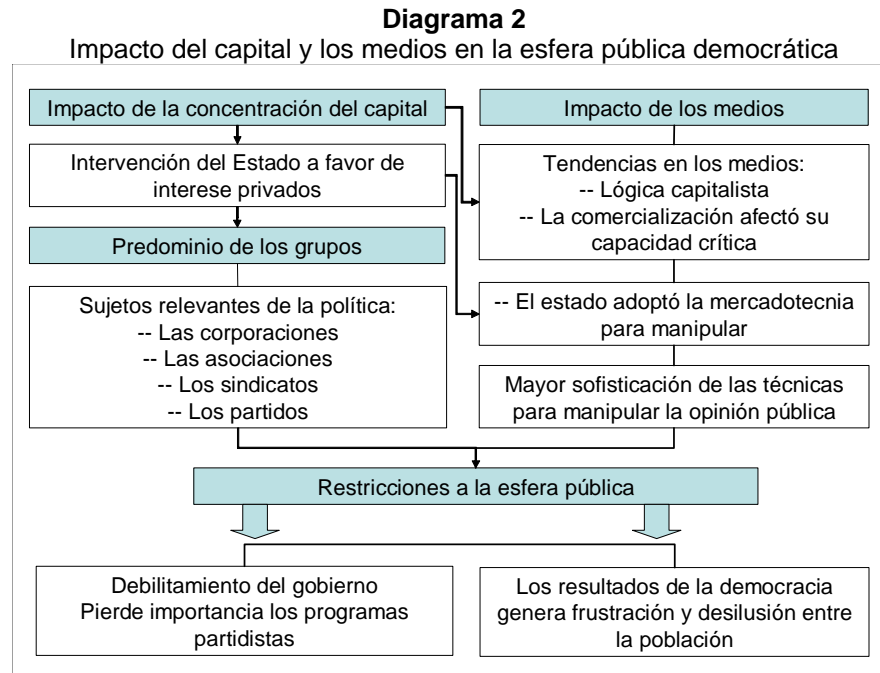 Diagrama 2
Impacto del capital y los medios en la esfera pública democrática
Impacto de la concentración del capital
Intervención del Estado a favor de
interese privados
Predominio de los grupos
Sujetos relevantes de la política:
-- Las corporaciones
-- Las asociaciones
-- Los sindicatos
-- Los partidos
Impacto de los medios
Tendencias en los medios:
-- Lógica capitalista
-- La comercialización afectó su
capacidad crítica
-- El estado adoptó la mercadotecnia
para manipular
Mayor sofisticación de las técnicas
para manipular la opinión pública
Restricciones a la esfera pública
Debilitamiento del gobierno
Pierde importancia los programas
partidistas
Los resultados de la democracia
genera frustración y desilusión entre
la población